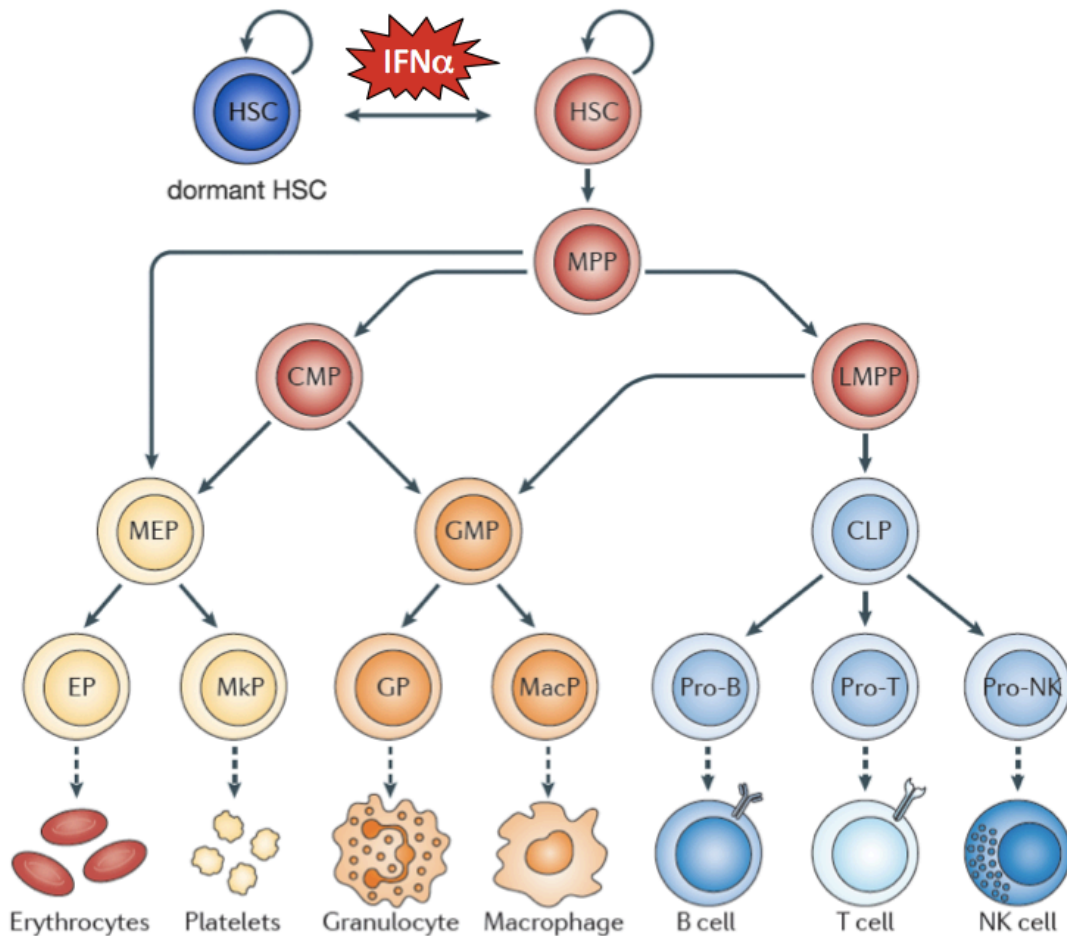 IFNα
HSC
HSC
dormant HSC
MPP
CMP
LMPP
MEP
GMP
CLP
EP
MkP
GP
MacP
Pro-B
Pro-T
Pro-NK
Erythrocytes
Platelets
Granulocyte
Macrophage
B cell
T cell
NK cell